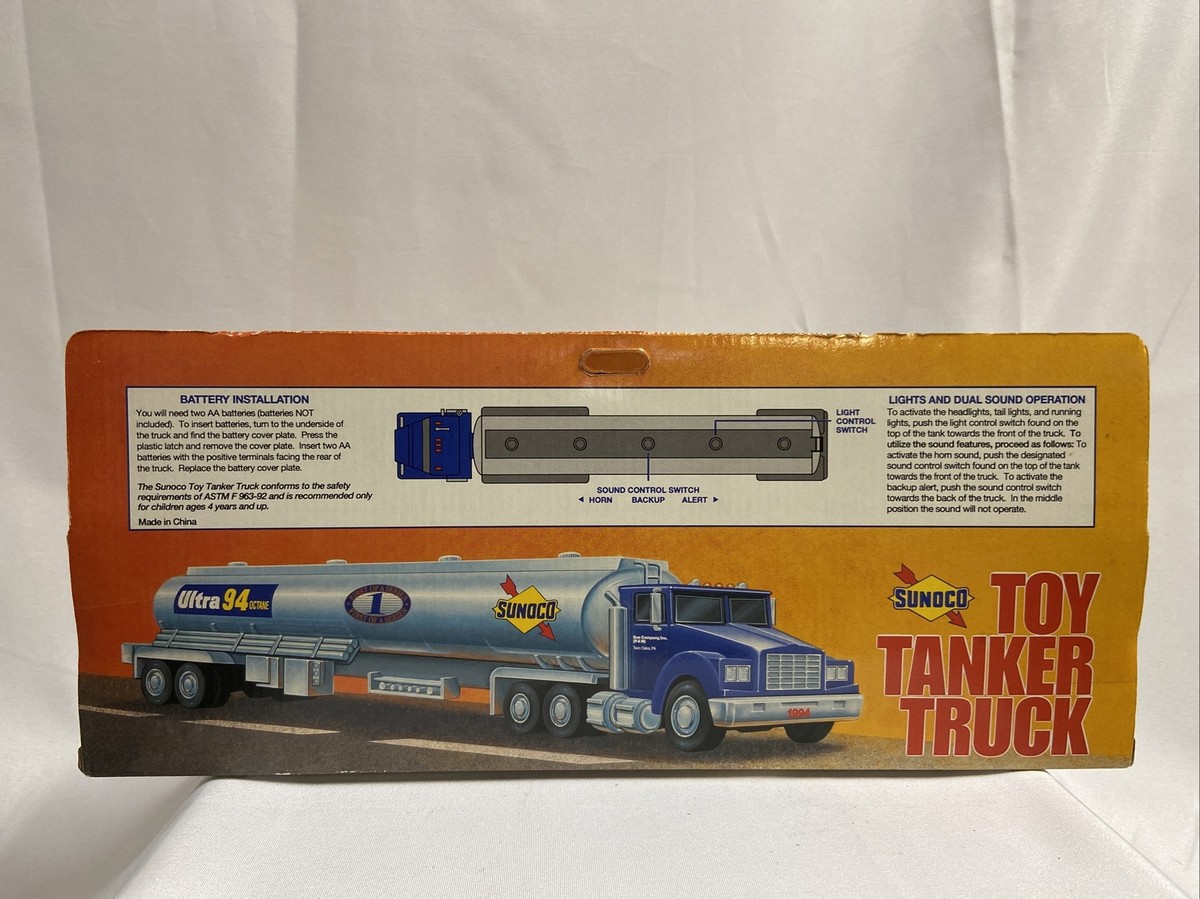 BATTERY INSTALLATION
You will need two AA batteries (batteries NOT
included). To insert batteries, turn to the underside of
the truck and find the battery cover plate. Press the
plastic latch and remove the cover plate. Insert two AA
batteries with the positive terminals facing the rear of
the truck. Replace the battery cover plate.
The Sunoco Toy Tanker Truck conforms to the safety
requirements of ASTM F 963-92 and is recommended only
for children ages 4 years and up.
Made in China
LIGHT
CONTROL
SWITCH
SOUND CONTROL SWITCH
◄ HORN BACKUP ALERT ►
LIGHTS AND DUAL SOUND OPERATION
To activate the headlights, tail lights, and running
lights, push the light control switch found on the
top of the tank towards the front of the truck. To
utilize the sound features, proceed as follows: To
activate the horn sound, push the designated
sound control switch found on the top of the tank
towards the front of the truck. To activate the
backup alert, push the sound control switch
towards the back of the truck. In the middle
position the sound will not operate.
Ultra 94 OCTANE
1
FIRST OF A SERIES
SUNOCO
Sun Company, Inc.
(R&M)
1994
SUNOCO
TOY
TANKER
TRUCK